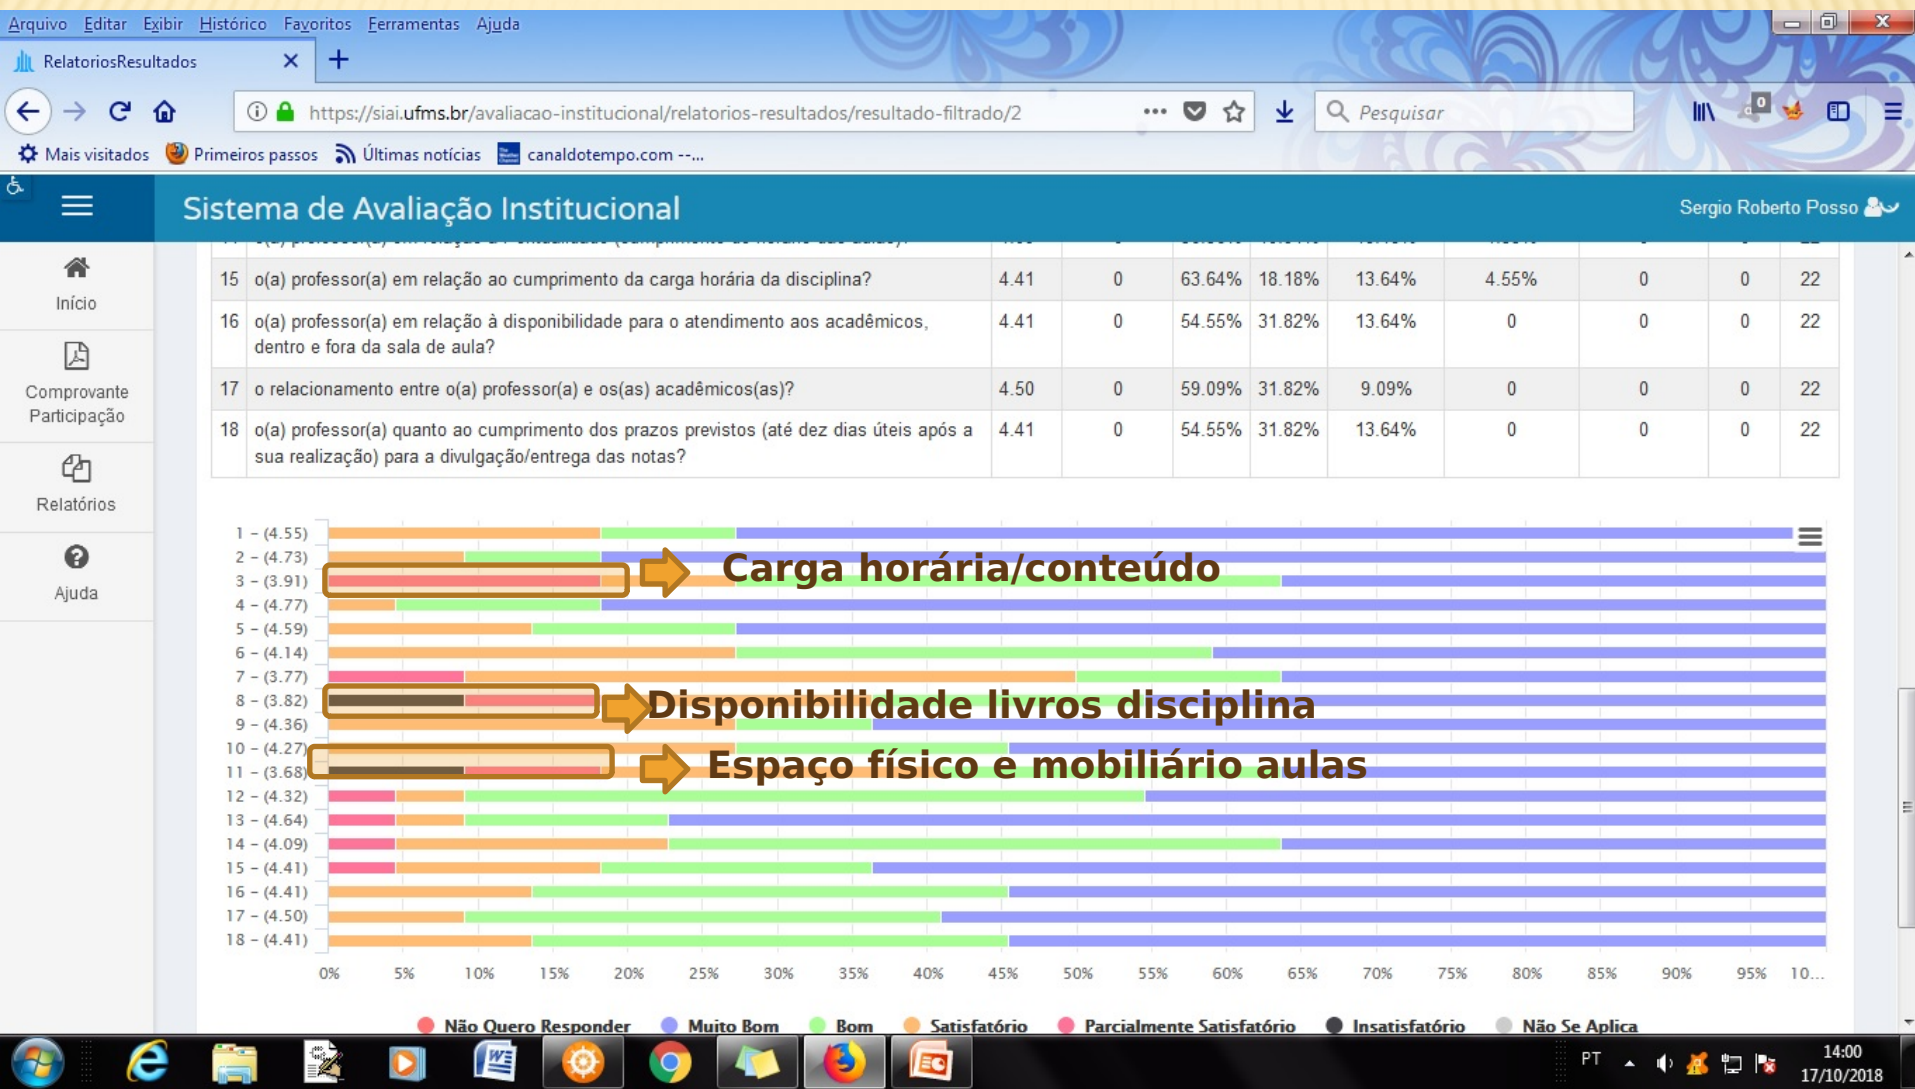 Arquivo Editar Exibir Histórico Favoritos Ferramentas Ajuda
RelatoriosResultados
https://siai.ufms.br/avaliacao-institucional/relatorios-resultados/resultado-filtrado/2
Pesquisar
0
Mais visitados Primeiros passos Últimas notícias canaldotempo.com --...
Sistema de Avaliação Institucional
Sergio Roberto Posso
Início
Comprovante
Participação
Relatórios
Ajuda
15 o(a) professor(a) em relação ao cumprimento da carga horária da disciplina? 4.41 0 63.64% 18.18% 13.64% 4.55% 0 0 22
16 o(a) professor(a) em relação à disponibilidade para o atendimento aos acadêmicos, 4.41 0 54.55% 31.82% 13.64% 0 0 0 22
dentro e fora da sala de aula?
17 o relacionamento entre o(a) professor(a) e os(as) acadêmicos(as)? 4.50 0 59.09% 31.82% 9.09% 0 0 0 22
18 o(a) professor(a) quanto ao cumprimento dos prazos previstos (até dez dias úteis após a 4.41 0 54.55% 31.82% 13.64% 0 0 0 22
sua realização) para a divulgação/entrega das notas?
1 - (4.55)
2 - (4.73)
3 - (3.91) Carga horária/conteúdo
4 - (4.77)
5 - (4.59)
6 - (4.14)
7 - (3.77)
8 - (3.82) Disponibilidade livros disciplina
9 - (4.36)
10 - (4.27)
11 - (3.68) Espaço físico e mobiliário aulas
12 - (4.32)
13 - (4.64)
14 - (4.09)
15 - (4.41)
16 - (4.41)
17 - (4.50)
18 - (4.41)
0% 5% 10% 15% 20% 25% 30% 35% 40% 45% 50% 55% 60% 65% 70% 75% 80% 85% 90% 95% 10...
Não Quero Responder Muito Bom Bom Satisfatório Parcialmente Satisfatório Insatisfatório Não Se Aplica
PT
14:00
17/10/2018